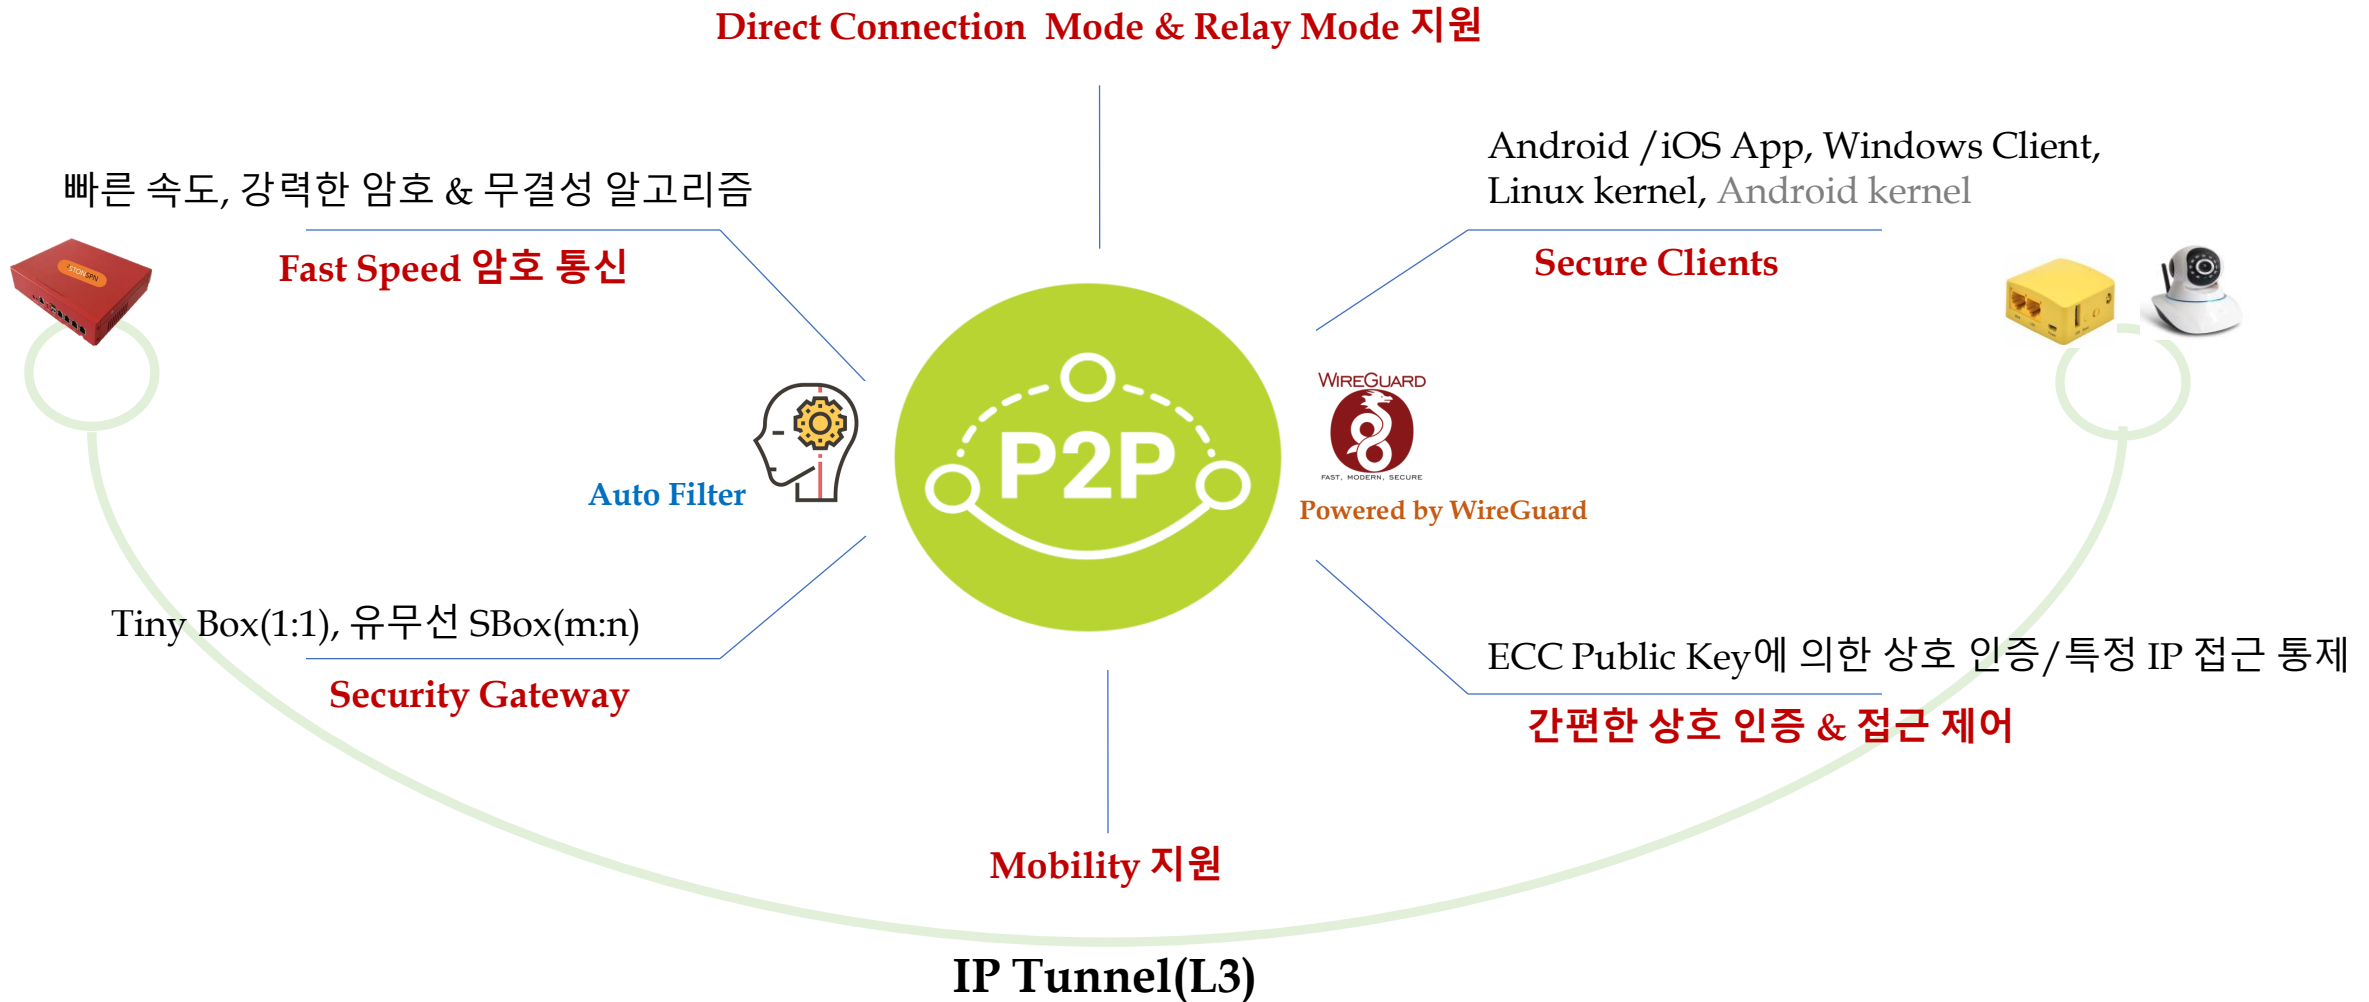 Direct Connection Mode & Relay Mode 지원
빠른 속도, 강력한 암호 & 무결성 알고리즘
Fast Speed 암호 통신
Android /iOS App, Windows Client,
Linux kernel, Android kernel
Secure Clients
Auto Filter
P2P
WIREGUARD
FAST, MODERN, SECURE
Powered by WireGuard
Tiny Box(1:1), 유무선 SBox(m:n)
Security Gateway
ECC Public Key에 의한 상호 인증/특정 IP 접근 통제
간편한 상호 인증 & 접근 제어
Mobility 지원
IP Tunnel(L3)